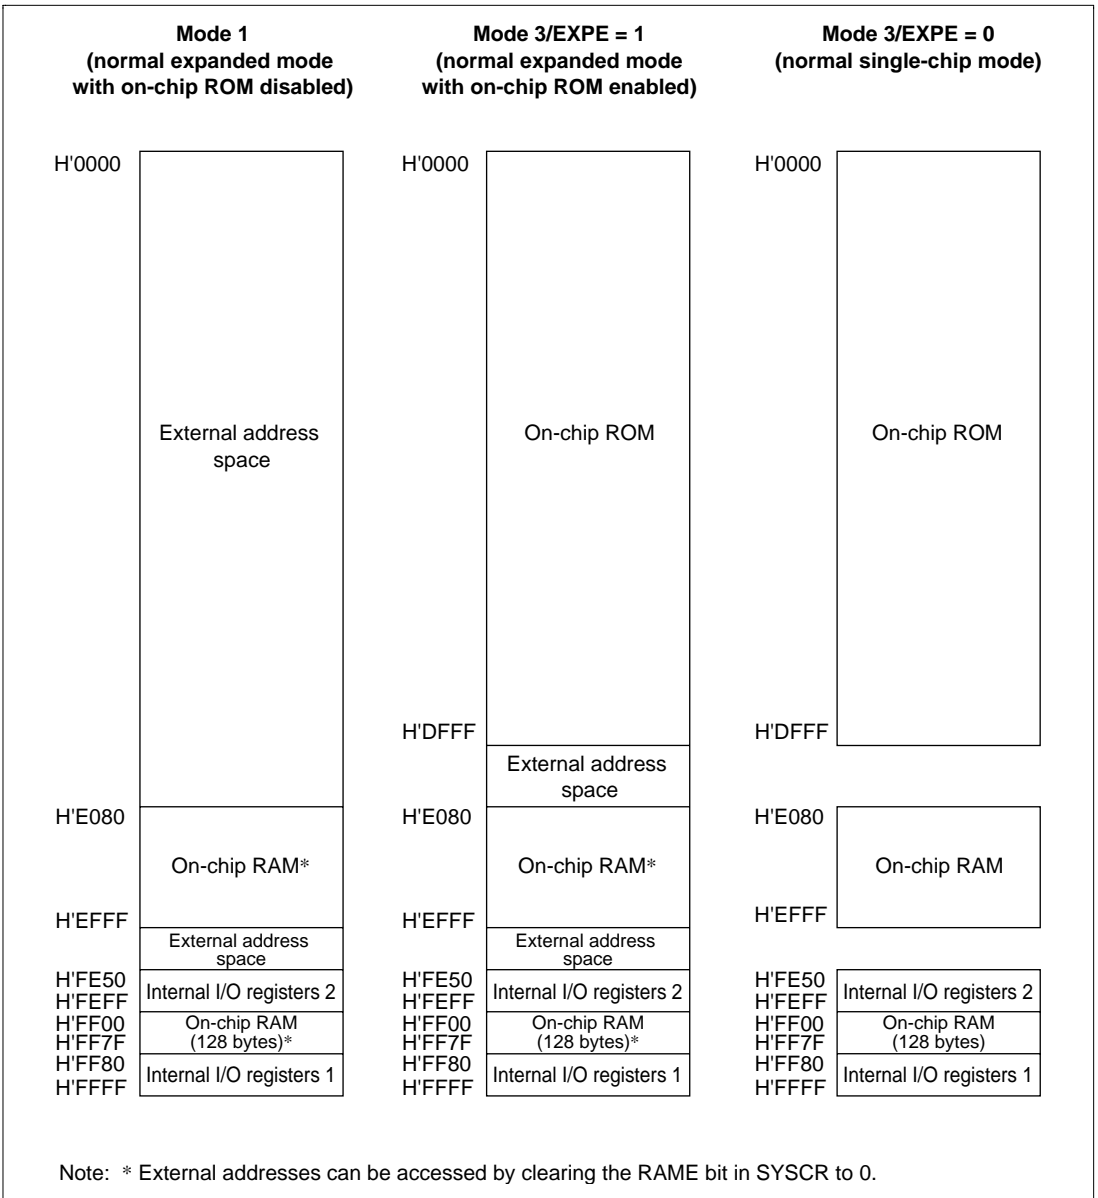 Mode 1
(normal expanded mode
with on-chip ROM disabled)
H'0000
External address
space
H'E080
On-chip RAM*
H'EFFF
External address
space
H'FE50
Internal I/O registers 2
H'FEFF
H'FF00
On-chip RAM
(128 bytes)*
H'FF7F
H'FF80
Internal I/O registers 1
H'FFFF
Mode 3/EXPE = 1
(normal expanded mode
with on-chip ROM enabled)
H'0000
On-chip ROM
H'DFFF
External address
space
H'E080
On-chip RAM*
H'EFFF
External address
space
H'FE50
Internal I/O registers 2
H'FEFF
H'FF00
On-chip RAM
(128 bytes)*
H'FF7F
H'FF80
Internal I/O registers 1
H'FFFF
Mode 3/EXPE = 0
(normal single-chip mode)
H'0000
On-chip ROM
H'DFFF
H'E080
On-chip RAM
H'EFFF
H'FE50
Internal I/O registers 2
H'FEFF
H'FF00
On-chip RAM
(128 bytes)
H'FF7F
H'FF80
Internal I/O registers 1
H'FFFF
Note: * External addresses can be accessed by clearing the RAME bit in SYSCR to 0.